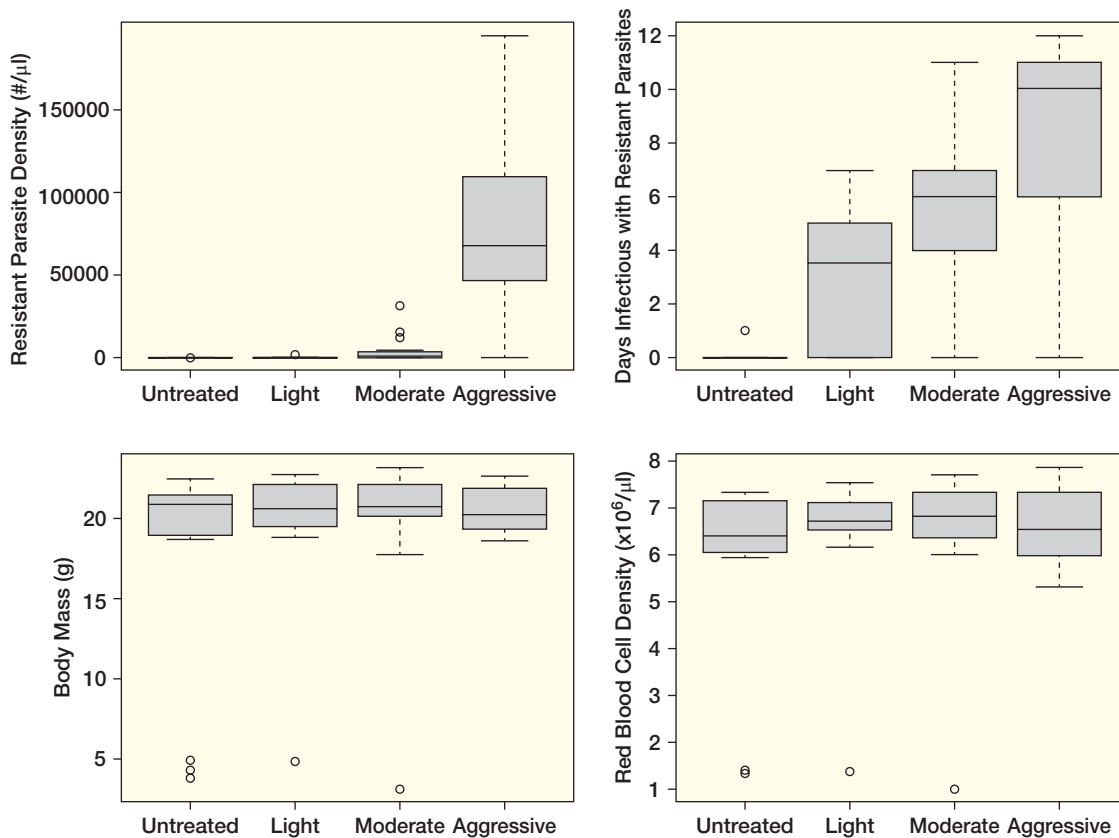 Resistant Parasite Density (#/µl)
150000
100000
50000
0
Untreated Light Moderate Aggressive
Days Infectious with Resistant Parasites
12
10
8
6
4
2
0
Untreated Light Moderate Aggressive
Body Mass (g)
20
15
10
5
Untreated Light Moderate Aggressive
Red Blood Cell Density (x10⁶/µl)
8
7
6
5
4
3
2
1
Untreated Light Moderate Aggressive